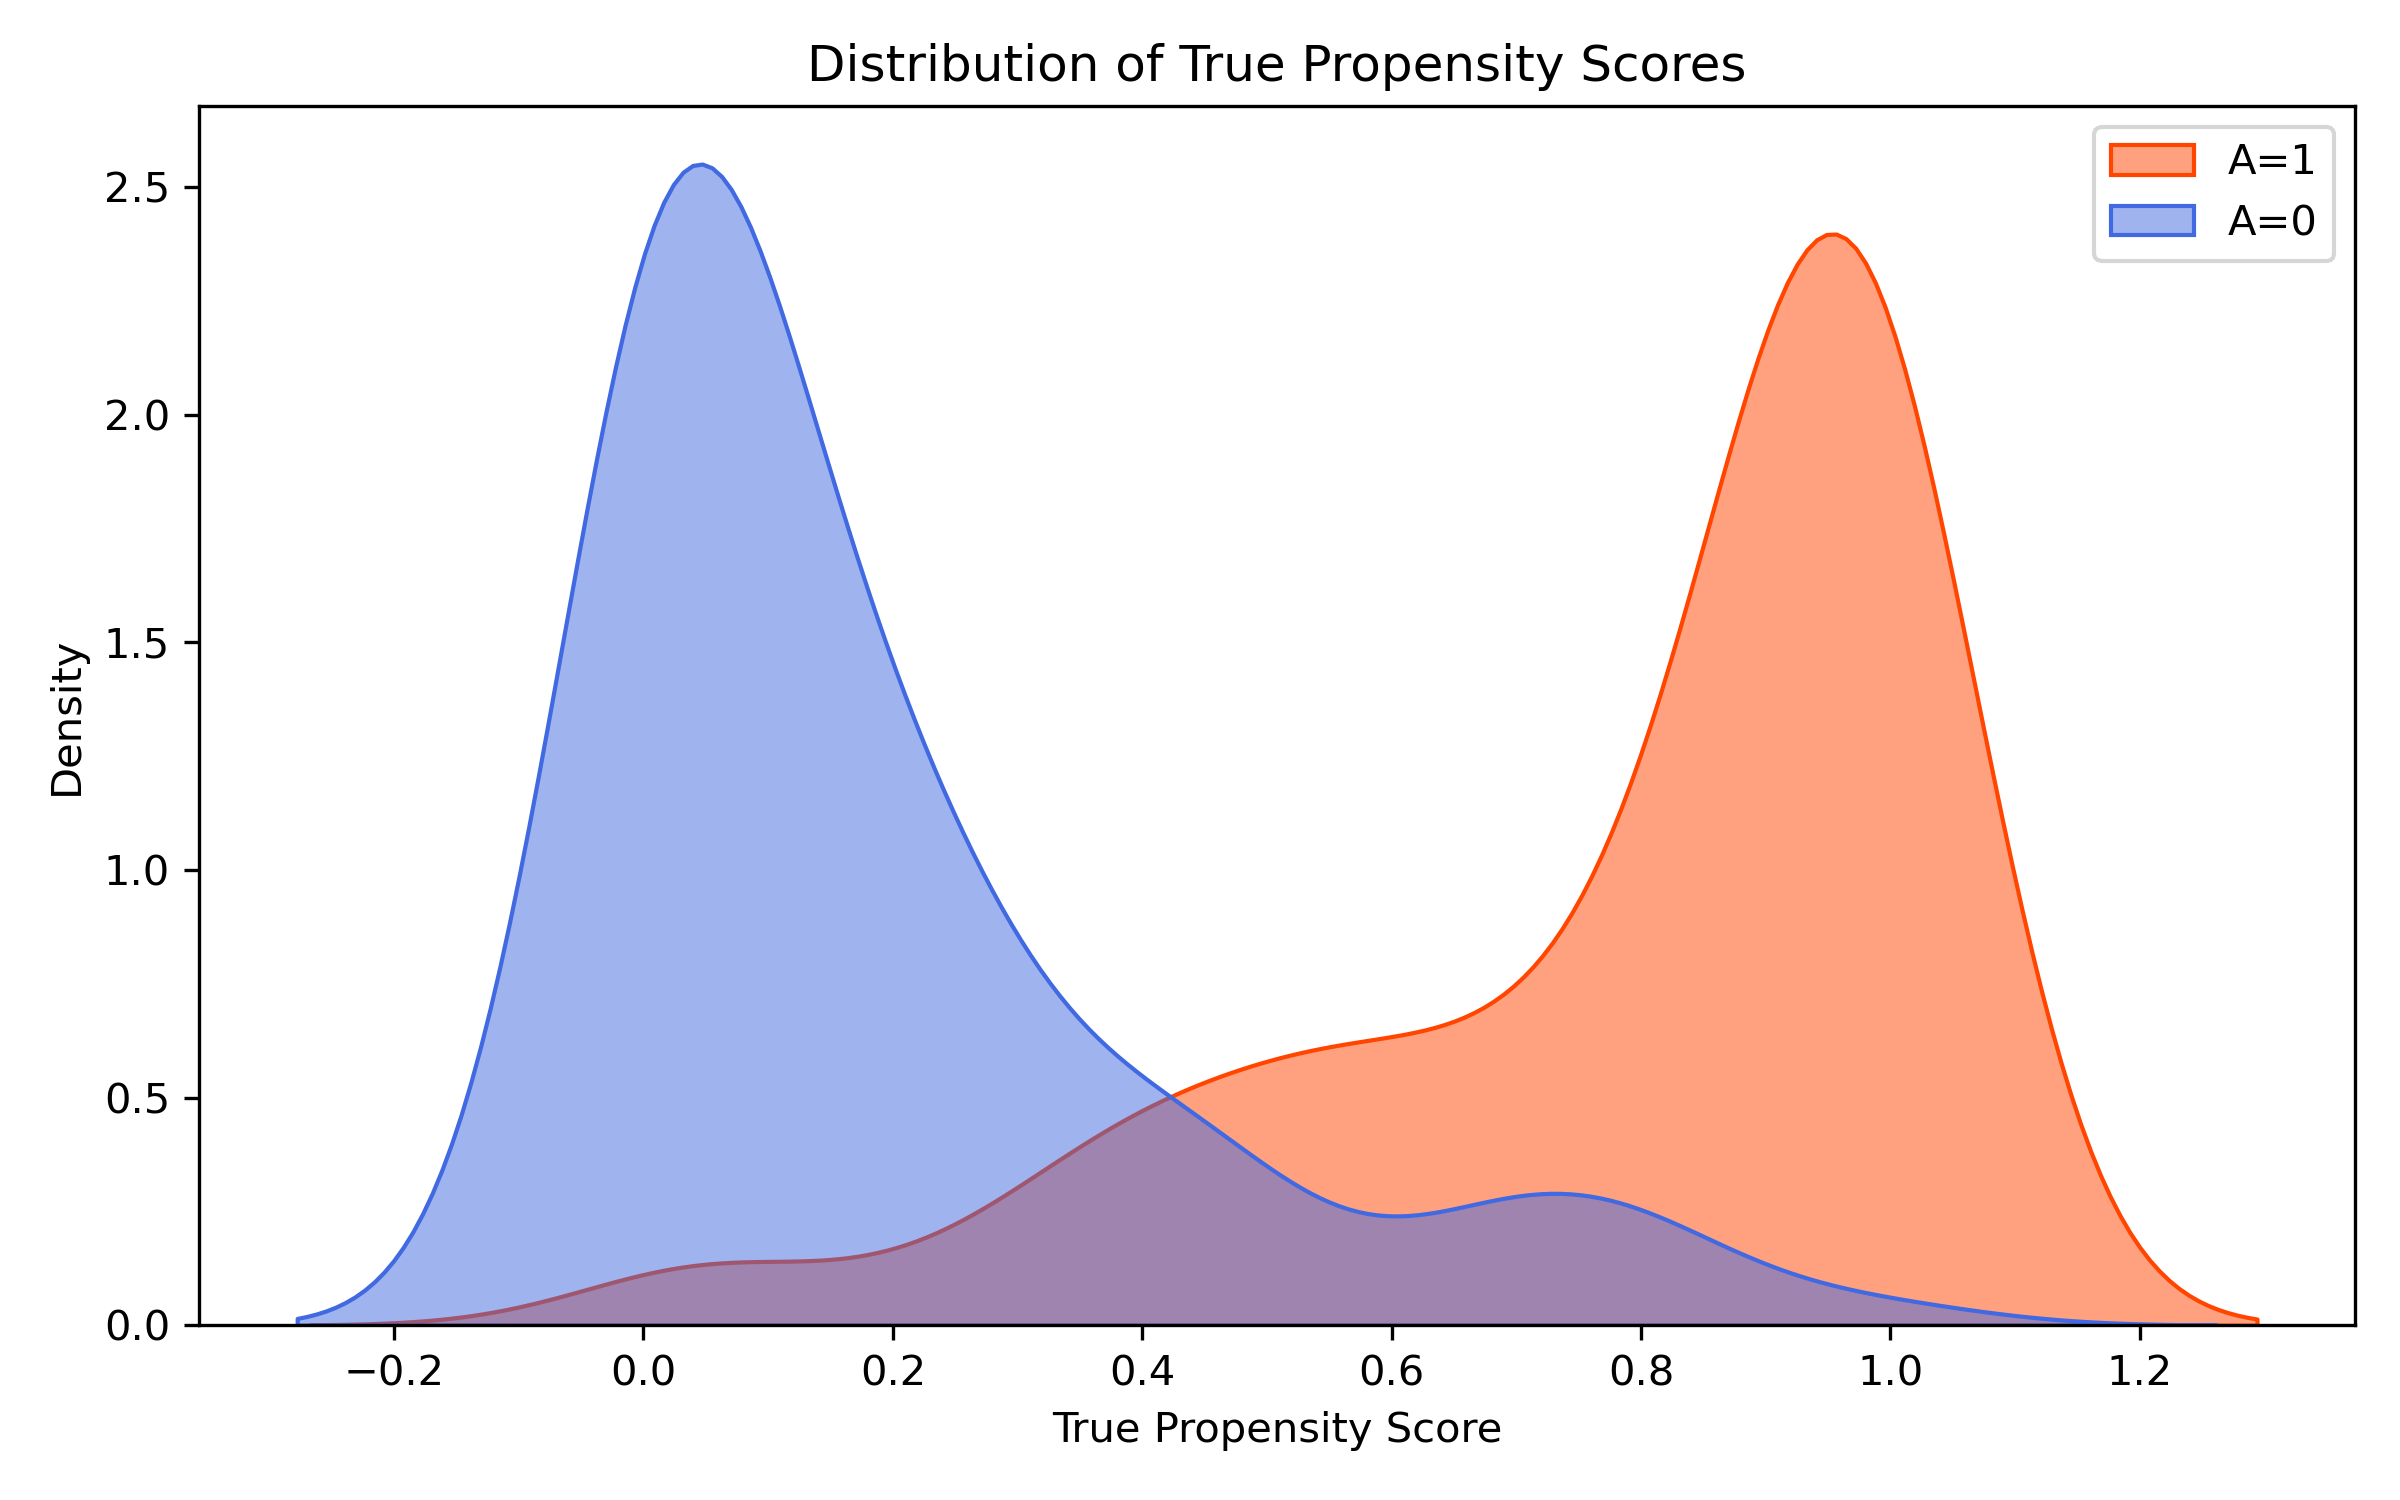 Distribution of True Propensity Scores
A=1
A=0
Density
2.5
2.0
1.5
1.0
0.5
0.0
−0.2 0.0 0.2 0.4 0.6 0.8 1.0 1.2
True Propensity Score